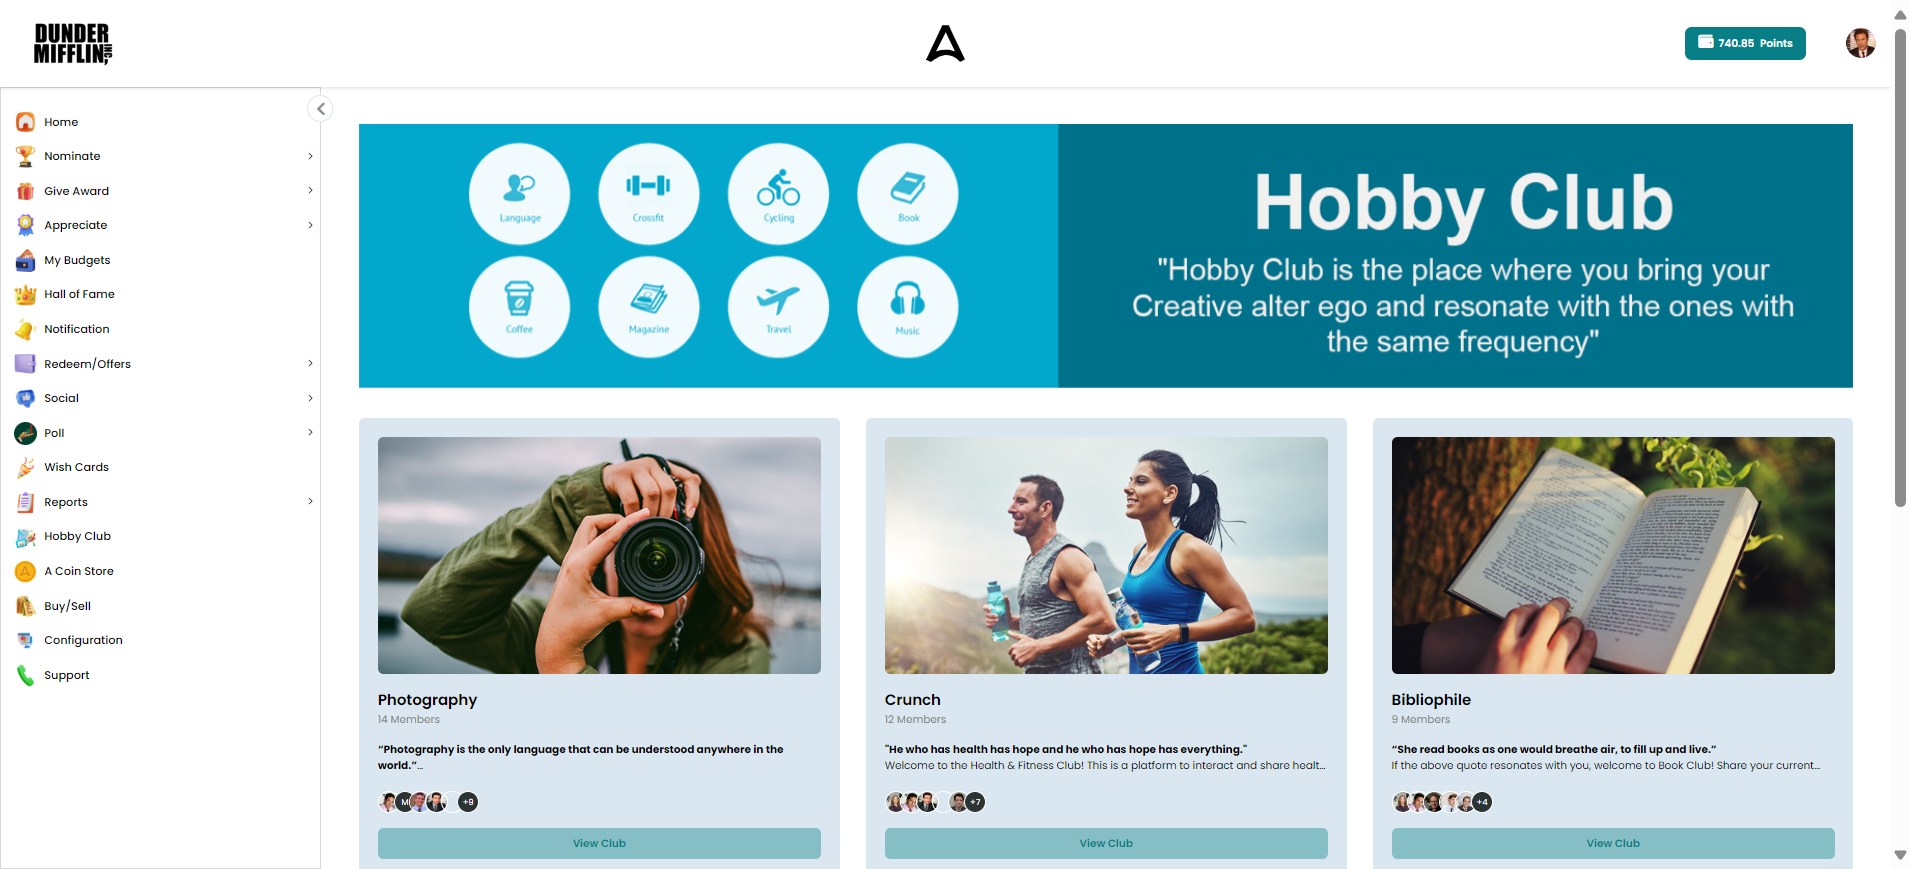 DUNDER
MIFFLIN, INC
740.85 Points
Home
Nominate
Give Award
Appreciate
My Budgets
Hall of Fame
Notification
Redeem/Offers
Social
Poll
Wish Cards
Reports
Hobby Club
A Coin Store
Buy/Sell
Configuration
Support
Language
Crossfit
Cycling
Book
Coffee
Magazine
Travel
Music
Hobby Club
"Hobby Club is the place where you bring your
Creative alter ego and resonate with the ones with
the same frequency"
Photography
14 Members
“Photography is the only language that can be understood anywhere in the
world.”...
M
+9
View Club
Crunch
12 Members
"He who has health has hope and he who has hope has everything."
Welcome to the Health & Fitness Club! This is a platform to interact and share healt...
+7
View Club
Bibliophile
9 Members
“She read books as one would breathe air, to fill up and live.”
If the above quote resonates with you, welcome to Book Club! Share your current...
+4
View Club